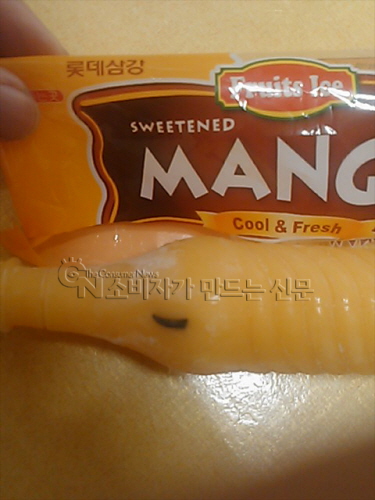 롯데삼강
Fruits Ice
SWEETENED
MANG
Cool & Fresh
The Consumer News
CN 소비자가 만드는 신문